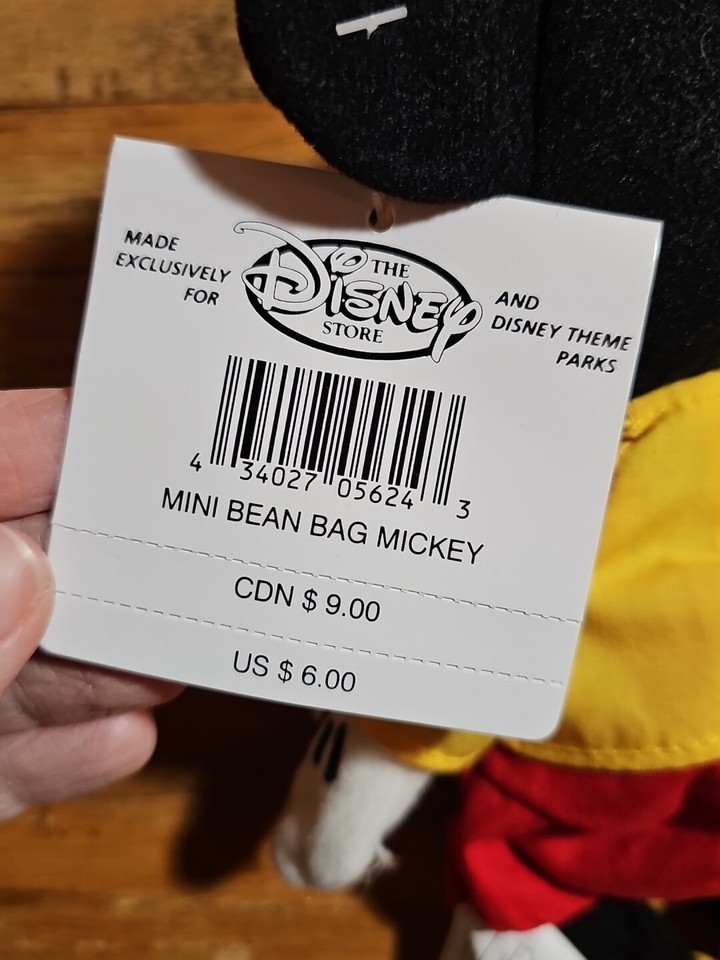 MADE
EXCLUSIVELY
FOR
THE
DISNEY
STORE
AND
DISNEY THEME
PARKS
4 34027 05624 3
MINI BEAN BAG MICKEY
CDN $ 9.00
US $ 6.00